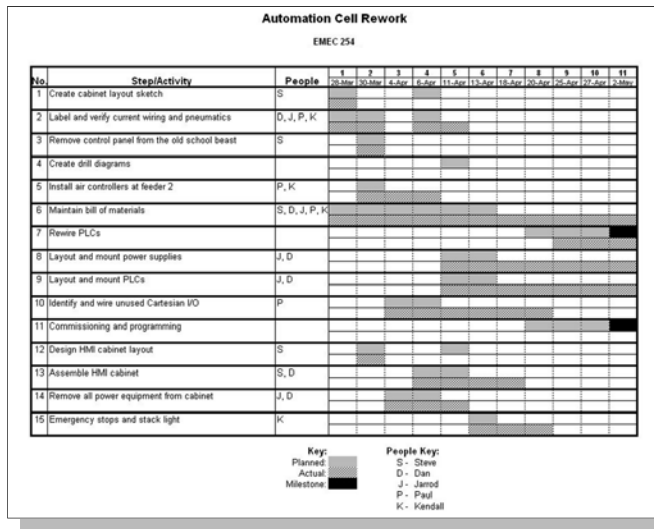 Automation Cell Rework
EMEC 254
1 2 3 4 5 6 7 8 9 10 11
No. Step/Activity People 28-Mar 30-Mar 4-Apr 6-Apr 11-Apr 13-Apr 18-Apr 20-Apr 25-Apr 27-Apr 2-May
1 Create cabinet layout sketch S
2 Label and verify current wiring and pneumatics D, J, P, K
3 Remove control panel from the old school beast S
4 Create drill diagrams
5 Install air controllers at feeder 2 P, K
6 Maintain bill of materials S, D, J, P, K
7 Rewire PLCs
8 Layout and mount power supplies J, D
9 Layout and mount PLCs J, D
10 Identify and wire unused Cartesian I/O P
11 Commissioning and programming
12 Design HMI cabinet layout S
13 Assemble HMI cabinet S, D
14 Remove all power equipment from cabinet J, D
15 Emergency stops and stack light K
Key: People Key:
Planned: S - Steve
Actual: D - Dan
Milestone: J - Jarrod
P - Paul
K - Kendall